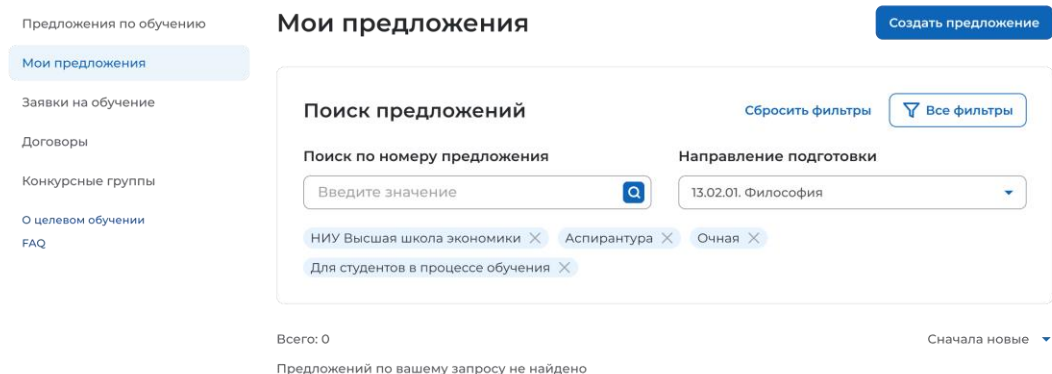 Предложения по обучению
Мои предложения
Заявки на обучение
Договоры
Конкурсные группы
О целевом обучении
FAQ
Мои предложения
Создать предложение
Поиск предложений
Сбросить фильтры
Все фильтры
Поиск по номеру предложения
Направление подготовки
Введите значение
13.02.01. Философия
НИУ Высшая школа экономики
Аспирантура
Очная
Для студентов в процессе обучения
Всего: 0
Сначала новые
Предложений по вашему запросу не найдено